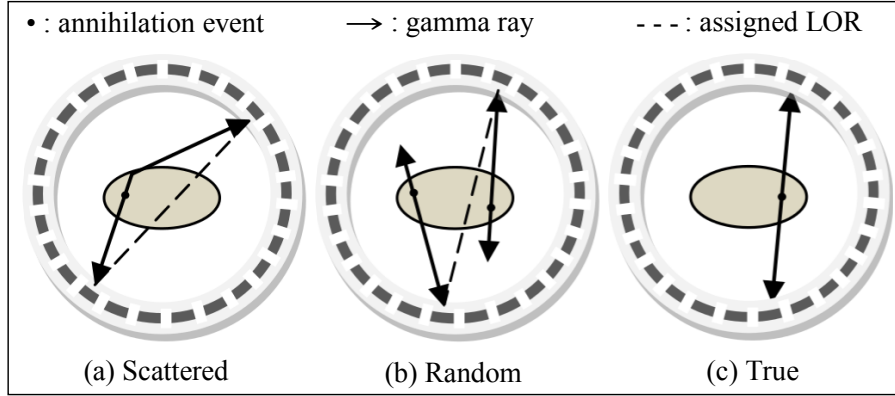 • : annihilation event → : gamma ray - - - : assigned LOR
(a) Scattered (b) Random (c) True